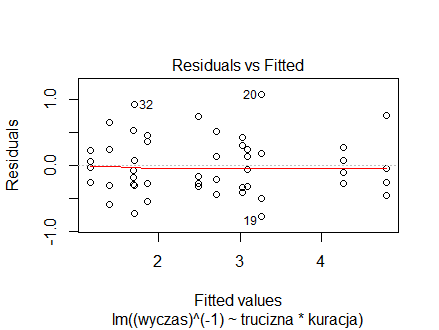 Residuals vs Fitted
Residuals
1.0
0.0
-1.0
32
20
19
2 3 4
Fitted values
lm((wyczas)^(-1) ~ trucizna * kuracja)